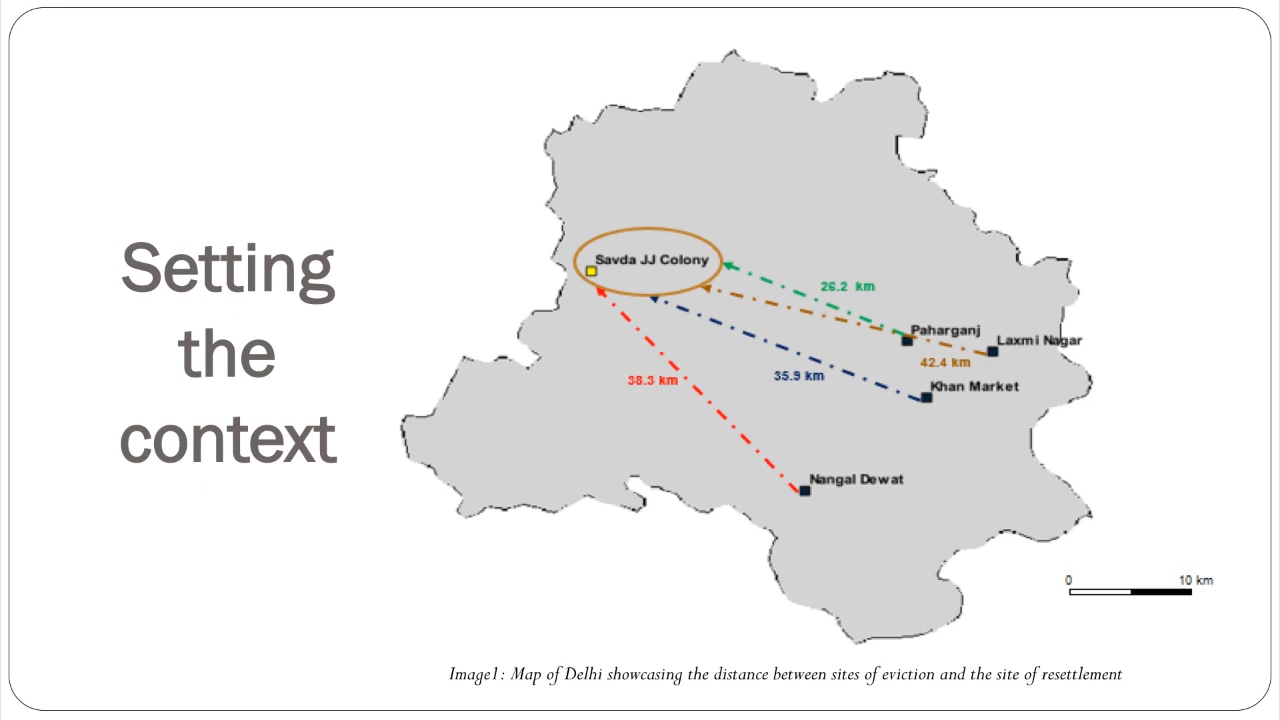 Setting
the
context
Savda JJ Colony
26.2 km
Paharganj
Laxmi Nagar
42.4 km
35.9 km
38.3 km
Khan Market
Nangal Dewat
0 10 km
Image1: Map of Delhi showcasing the distance between sites of eviction and the site of resettlement